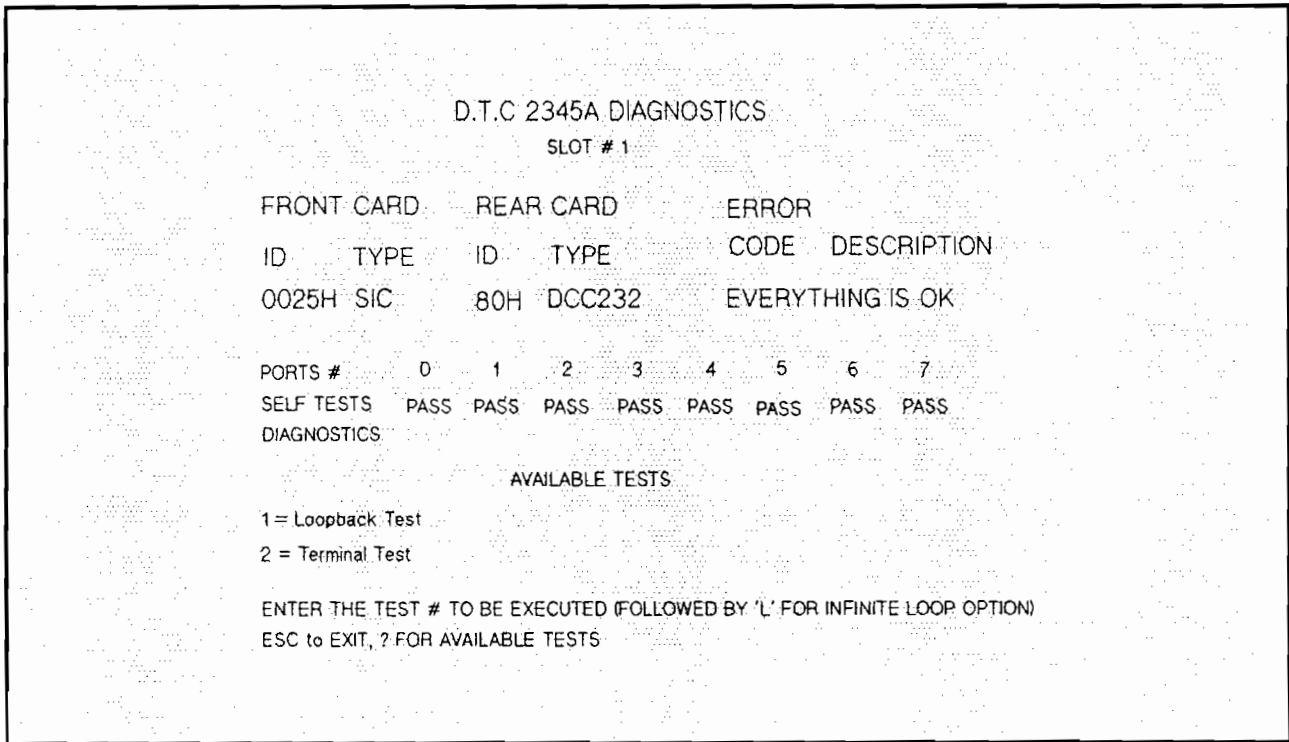 D.T.C 2345A DIAGNOSTICS
SLOT # 1
FRONT CARD REAR CARD ERROR
ID TYPE ID TYPE CODE DESCRIPTION
0025H SIC 80H DCC232 EVERYTHING IS OK
PORTS # 0 1 2 3 4 5 6 7
SELF TESTS PASS PASS PASS PASS PASS PASS PASS PASS
DIAGNOSTICS
AVAILABLE TESTS
1 = Loopback Test
2 = Terminal Test
ENTER THE TEST # TO BE EXECUTED (FOLLOWED BY 'L' FOR INFINITE LOOP OPTION)
ESC to EXIT, ? FOR AVAILABLE TESTS